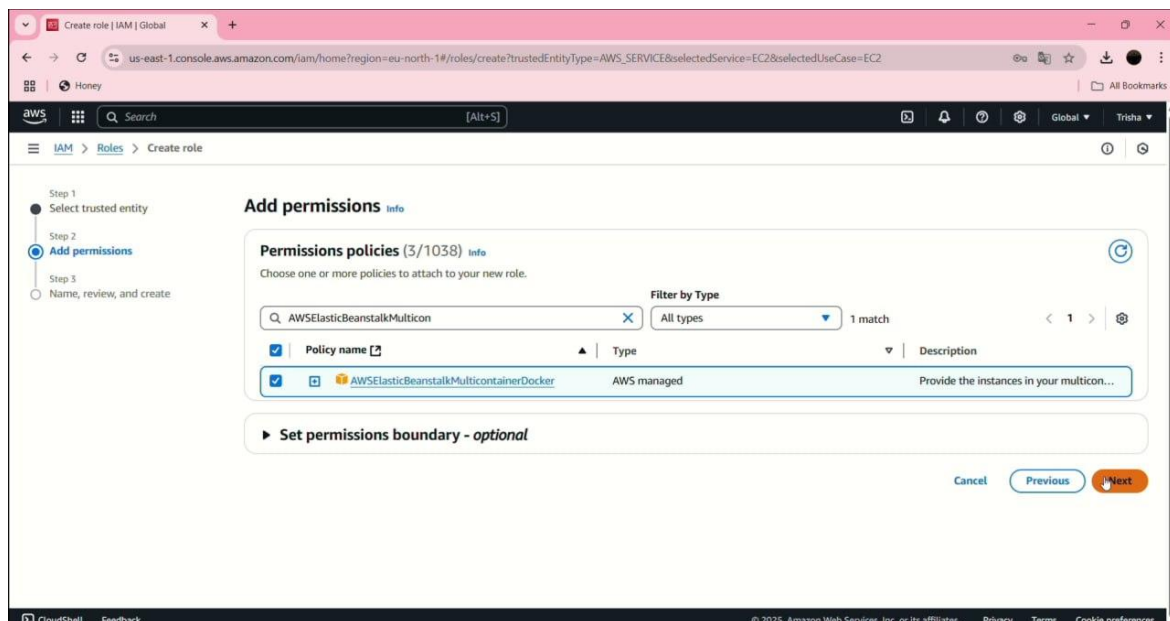 Create role | IAM | Global
us-east-1.console.aws.amazon.com/iam/home?region=eu-north-1#/roles/create?trustedEntityType=AWS_SERVICE&selectedService=EC2&selectedUseCase=EC2
Honey
All Bookmarks
aws
Search
[Alt+S]
Global
Trisha
IAM > Roles > Create role
Step 1
Select trusted entity
Step 2
Add permissions
Step 3
Name, review, and create
Add permissions Info
Permissions policies (3/1038) Info
Choose one or more policies to attach to your new role.
Filter by Type
AWSElasticBeanstalkMulticon
All types
1 match
1
Policy name
Type
Description
AWSElasticBeanstalkMulticontainerDocker
AWS managed
Provide the instances in your multicon...
Set permissions boundary - optional
Cancel
Previous
Next
CloudShell
Feedback
© 2025, Amazon Web Services, Inc. or its affiliates.
Privacy
Terms
Cookie preferences